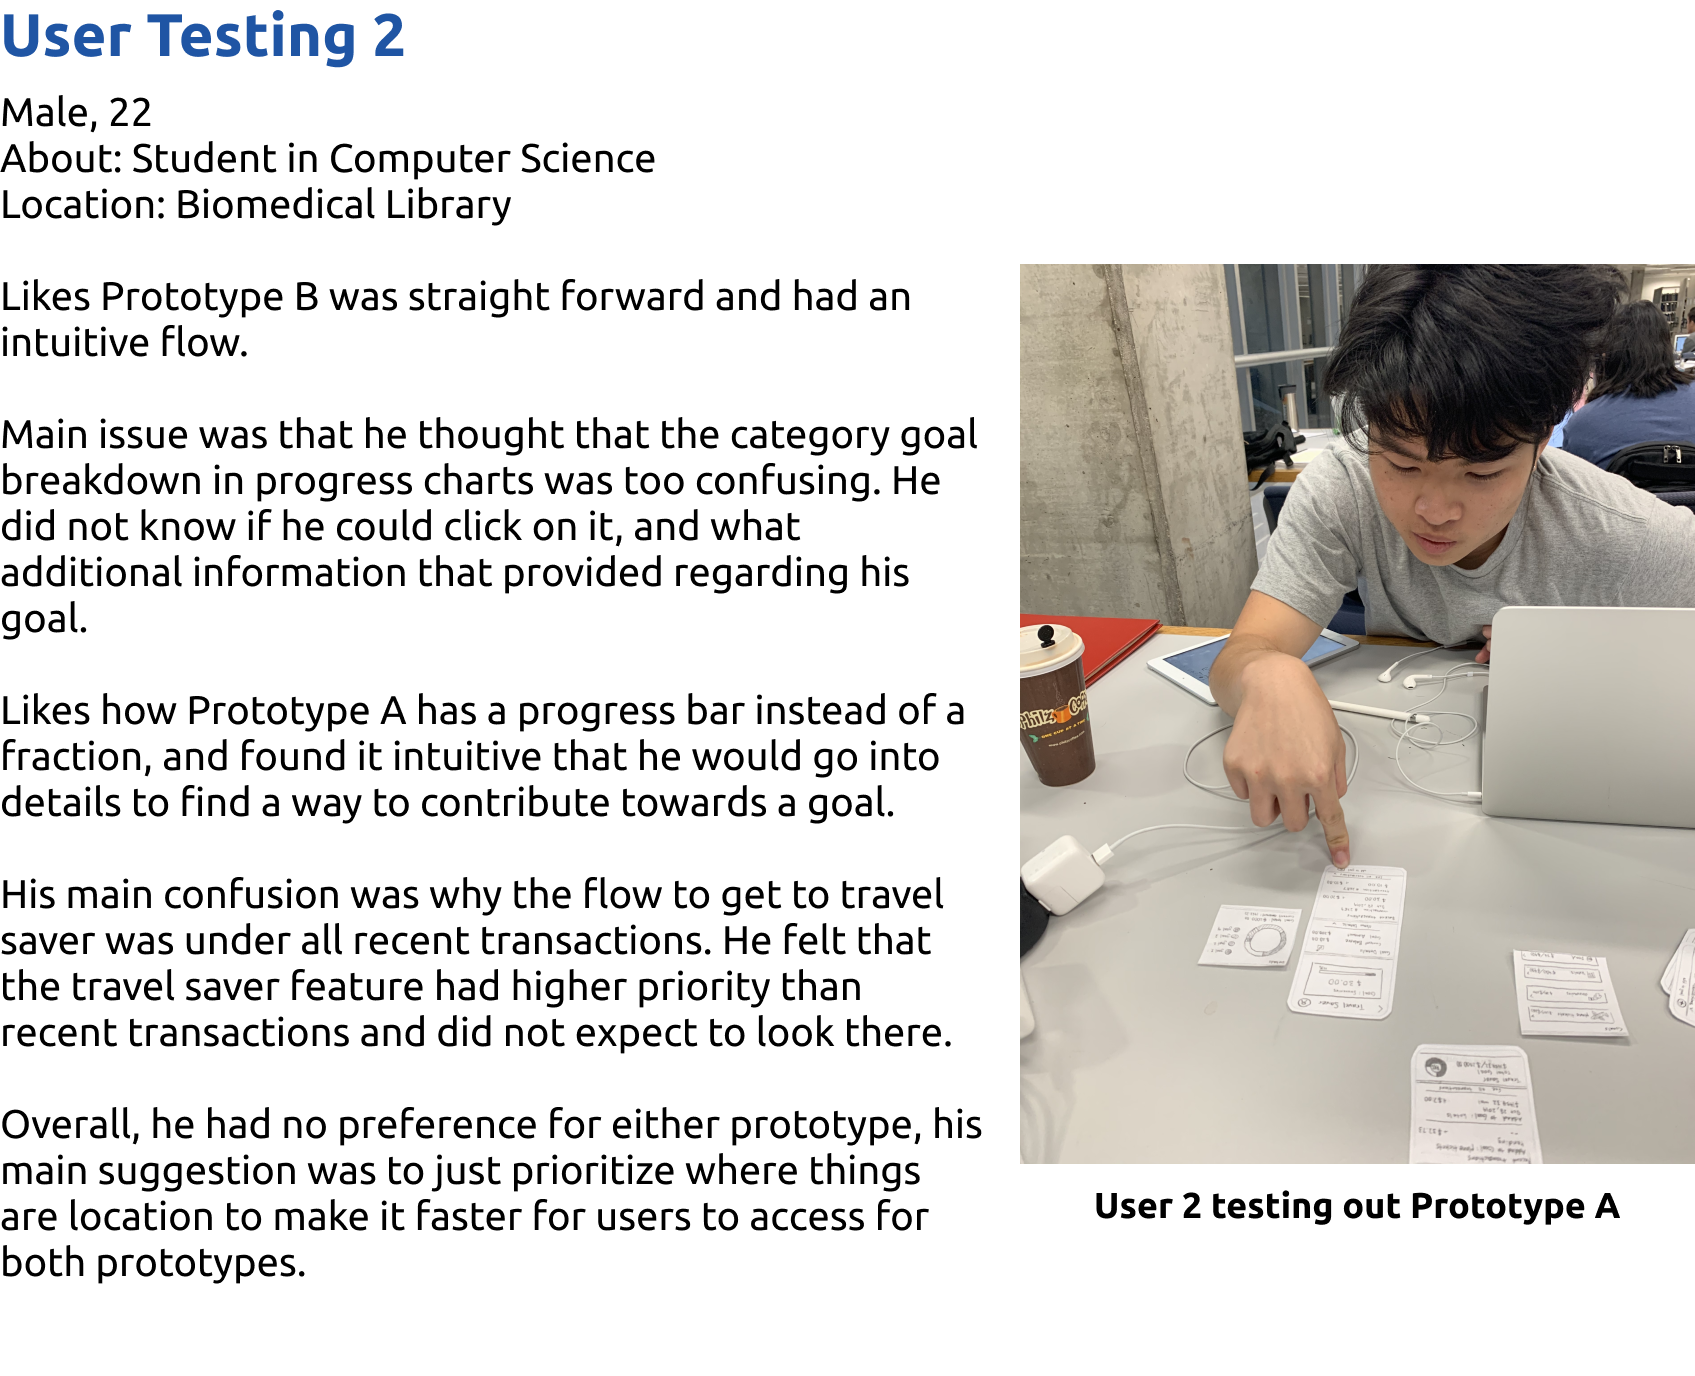 User Testing 2
Male, 22
About: Student in Computer Science
Location: Biomedical Library
Likes Prototype B was straight forward and had an
intuitive flow.
Main issue was that he thought that the category goal
breakdown in progress charts was too confusing. He
did not know if he could click on it, and what
additional information that provided regarding his
goal.
Likes how Prototype A has a progress bar instead of a
fraction, and found it intuitive that he would go into
details to find a way to contribute towards a goal.
His main confusion was why the flow to get to travel
saver was under all recent transactions. He felt that
the travel saver feature had higher priority than
recent transactions and did not expect to look there.
Overall, he had no preference for either prototype, his
main suggestion was to just prioritize where things
are location to make it faster for users to access for
both prototypes.
Philz Coff
Travel Saver
Goal Summary
$ 30.00
User 2 testing out Prototype A